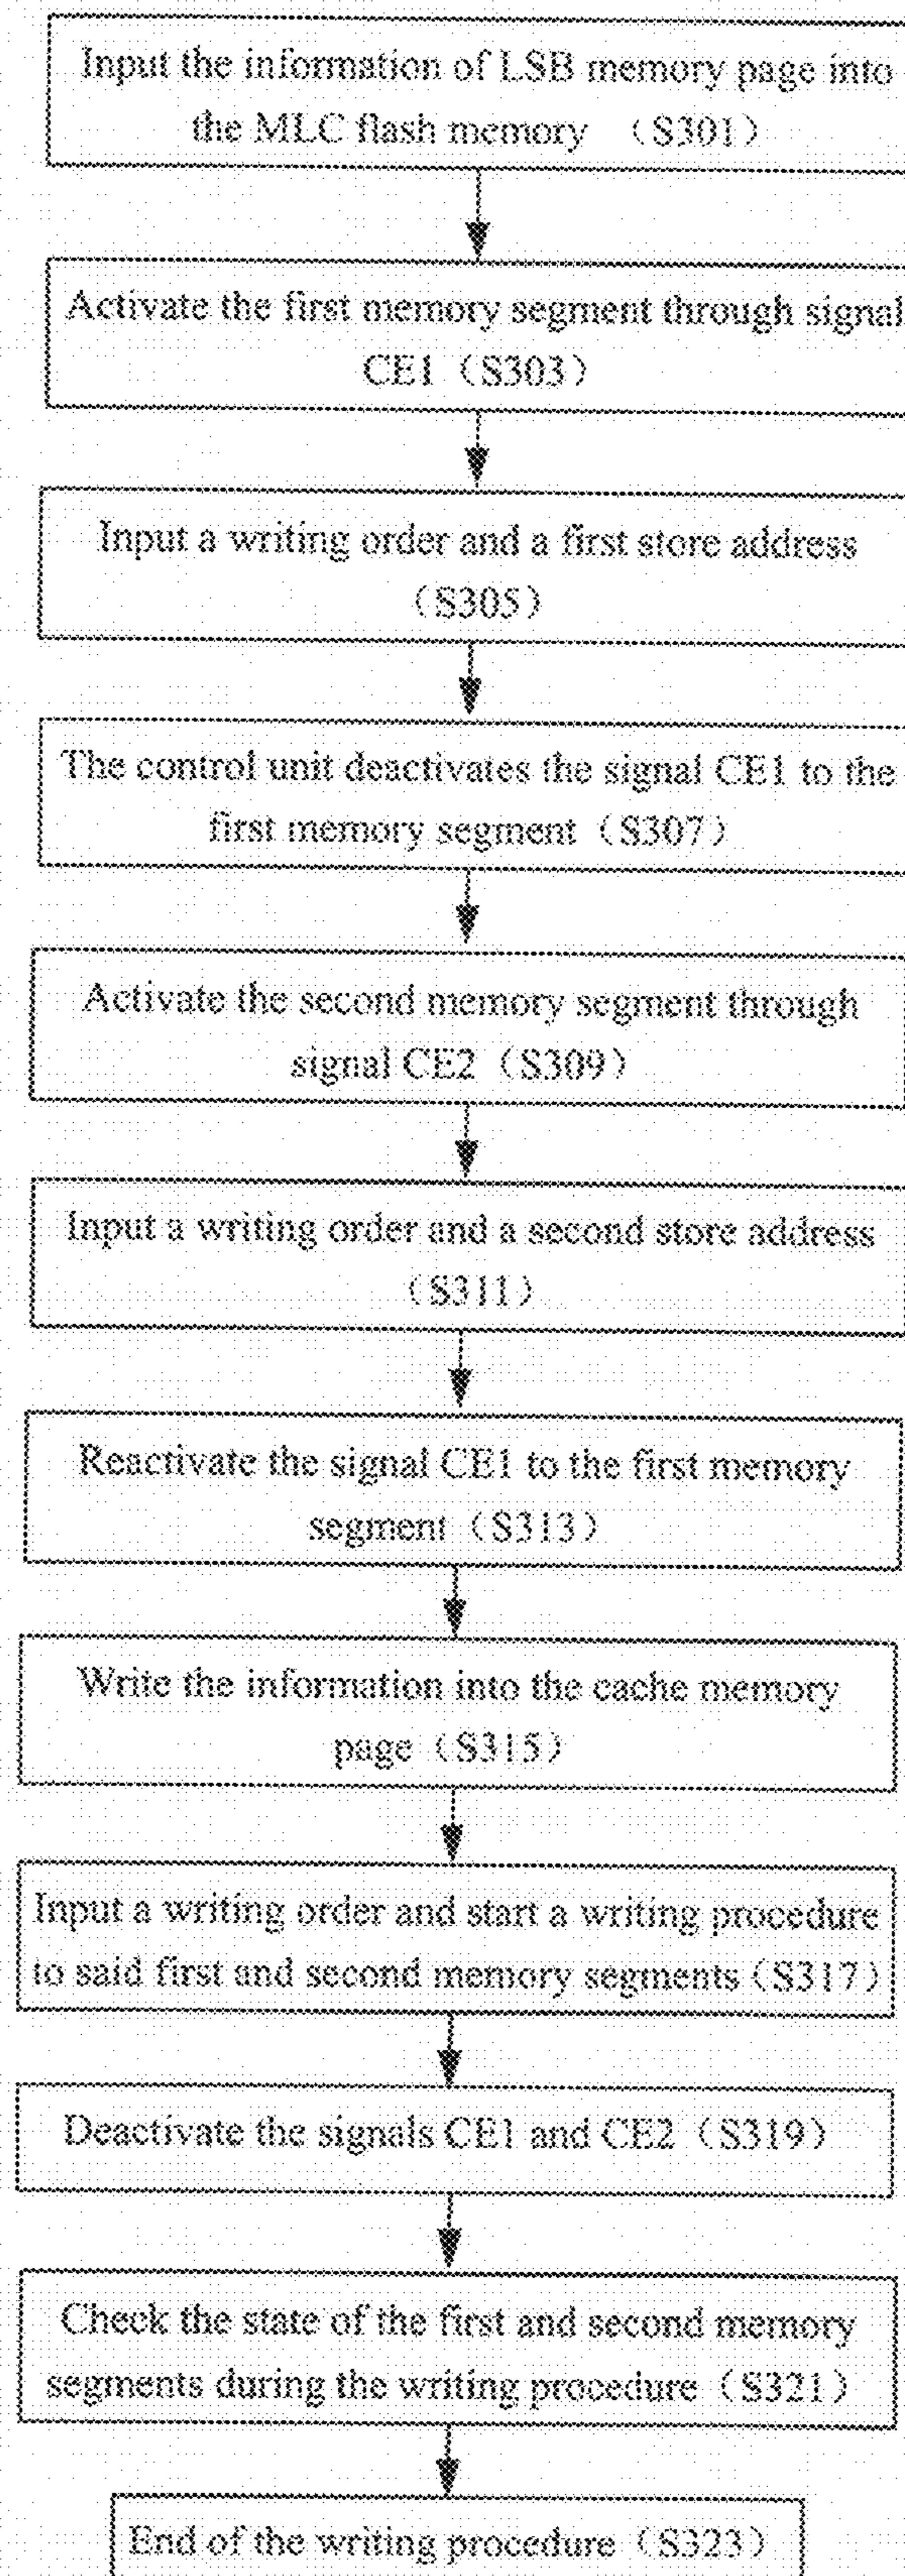 Input the information of LSB memory page into
the MLC flash memory （S301）
Activate the first memory segment through signal
CE1（S303）
Input a writing order and a first store address
（S305）
The control unit deactivates the signal CE1 to the
first memory segment（S307）
Activate the second memory segment through
signal CE2（S309）
Input a writing order and a second store address
（S311）
Reactivate the signal CE1 to the first memory
segment（S313）
Write the information into the cache memory
page（S315）
Input a writing order and start a writing procedure
to said first and second memory segments（S317）
Deactivate the signals CE1 and CE2（S319）
Check the state of the first and second memory
segments during the writing procedure（S321）
End of the writing procedure（S323）